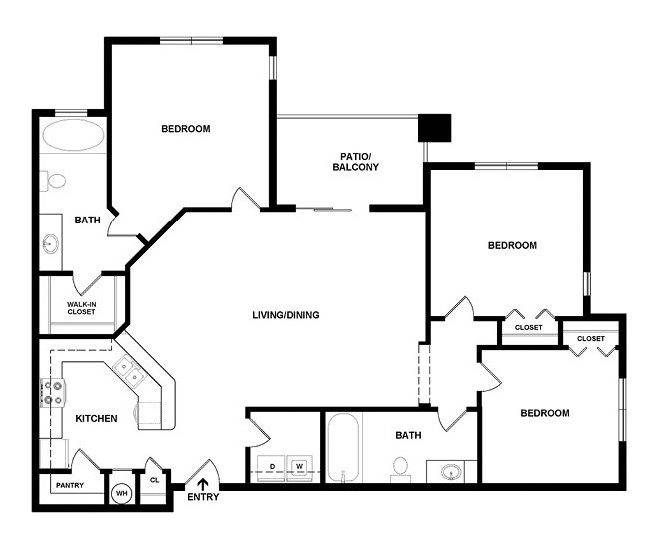 BEDROOM
PATIO/
BALCONY
BATH
BEDROOM
WALK-IN
CLOSET
LIVING/DINING
CLOSET
CLOSET
KITCHEN
BEDROOM
BATH
D
W
PANTRY
WH
CL
ENTRY